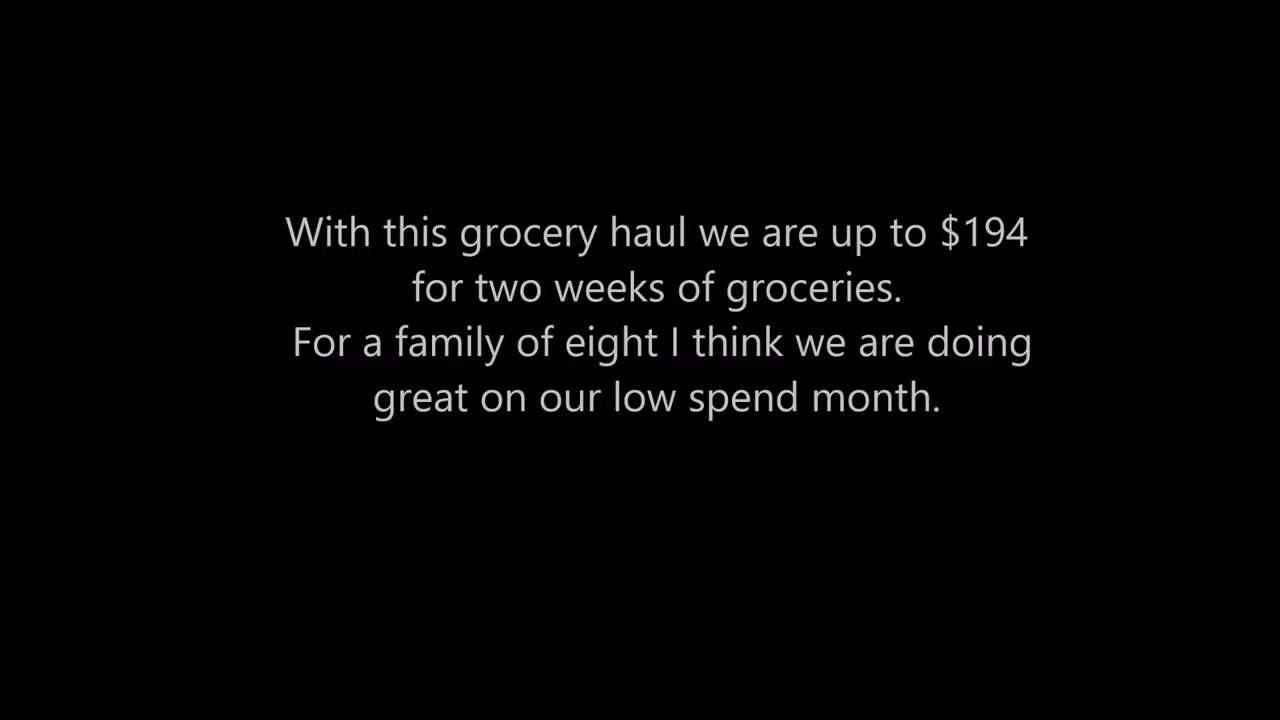 With this grocery haul we are up to $194
for two weeks of groceries.
For a family of eight I think we are doing
great on our low spend month.